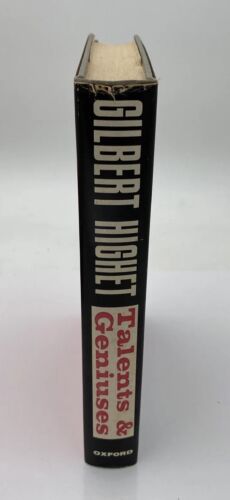 GILBERT HIGHET
Talents &
Geniuses
OXFORD